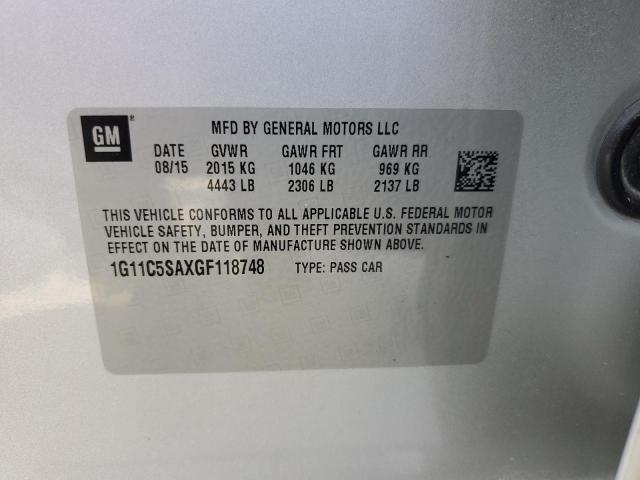 GM ®
MFD BY GENERAL MOTORS LLC
DATE GVWR GAWR FRT GAWR RR
08/15 2015 KG 1046 KG 969 KG
4443 LB 2306 LB 2137 LB
THIS VEHICLE CONFORMS TO ALL APPLICABLE U.S. FEDERAL MOTOR
VEHICLE SAFETY, BUMPER, AND THEFT PREVENTION STANDARDS IN
EFFECT ON THE DATE OF MANUFACTURE SHOWN ABOVE.
1G11C5SAXGF118748 TYPE: PASS CAR